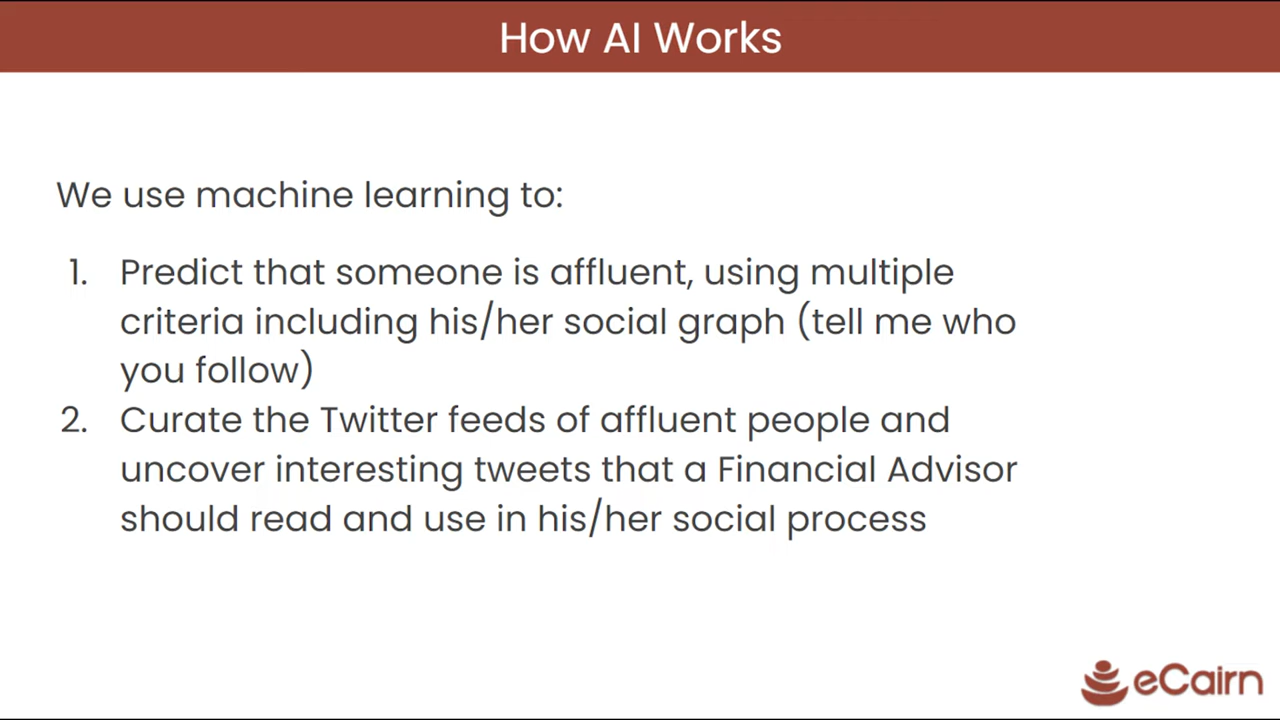 How AI Works
We use machine learning to:
1. Predict that someone is affluent, using multiple
criteria including his/her social graph (tell me who
you follow)
2. Curate the Twitter feeds of affluent people and
uncover interesting tweets that a Financial Advisor
should read and use in his/her social process
eCairn